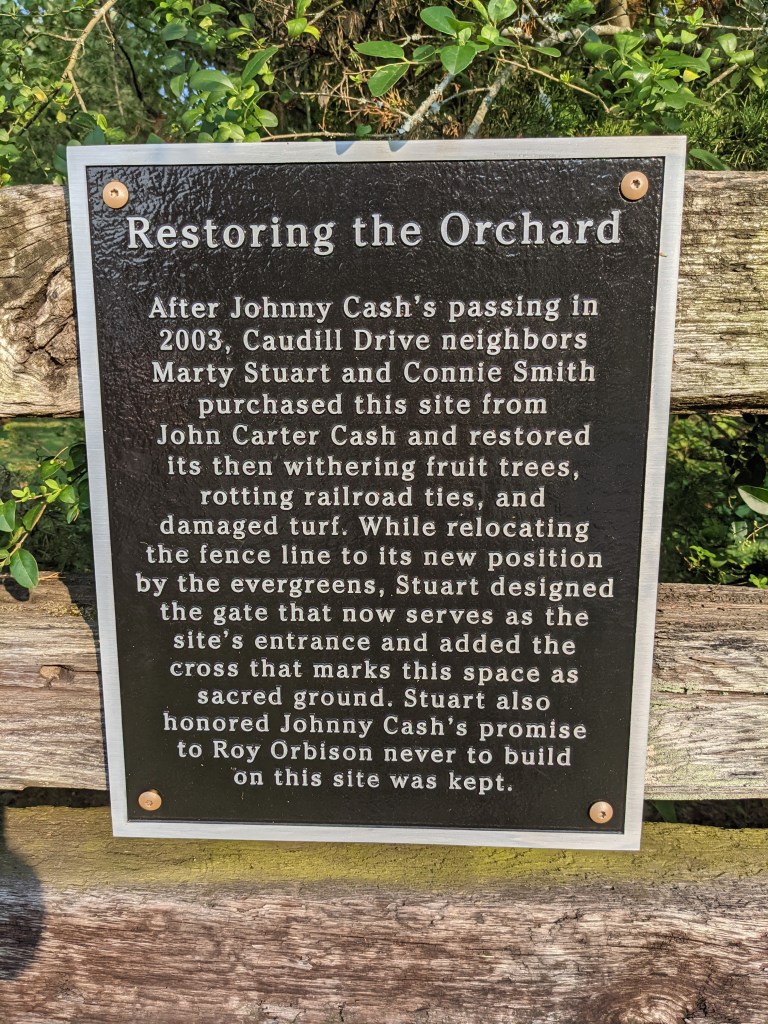 Restoring the Orchard
After Johnny Cash's passing in
2003, Caudill Drive neighbors
Marty Stuart and Connie Smith
purchased this site from
John Carter Cash and restored
its then withering fruit trees,
rotting railroad ties, and
damaged turf. While relocating
the fence line to its new position
by the evergreens, Stuart designed
the gate that now serves as the
site's entrance and added the
cross that marks this space as
sacred ground. Stuart also
honored Johnny Cash's promise
to Roy Orbison never to build
on this site was kept.